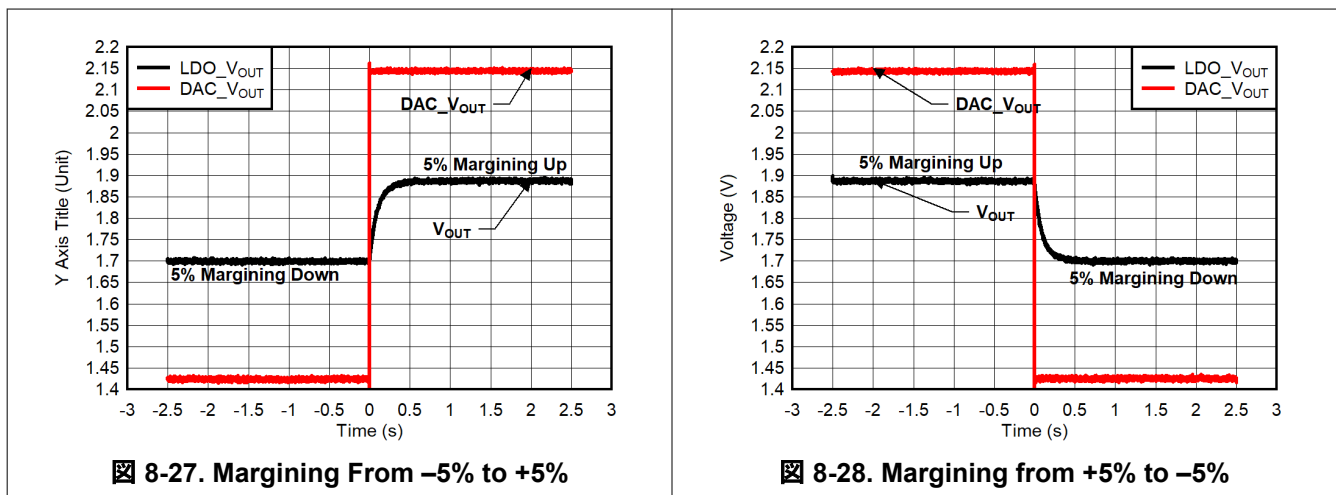 2.2
2.15
2.1
2.05
2
1.95
1.9
1.85
1.8
1.75
1.7
1.65
1.6
1.55
1.5
1.45
1.4
Y Axis Title (Unit)
LDO_VOUT
DAC_VOUT
DAC_VOUT
5% Margining Up
VOUT
5% Margining Down
-3 -2.5 -2 -1.5 -1 -0.5 0 0.5 1 1.5 2 2.5 3
Time (s)
図 8-27. Margining From –5% to +5%
2.2
2.15
2.1
2.05
2
1.95
1.9
1.85
1.8
1.75
1.7
1.65
1.6
1.55
1.5
1.45
1.4
Voltage (V)
LDO_VOUT
DAC_VOUT
DAC_VOUT
5% Margining Up
VOUT
5% Margining Down
-3 -2.5 -2 -1.5 -1 -0.5 0 0.5 1 1.5 2 2.5 3
Time (s)
図 8-28. Margining from +5% to –5%